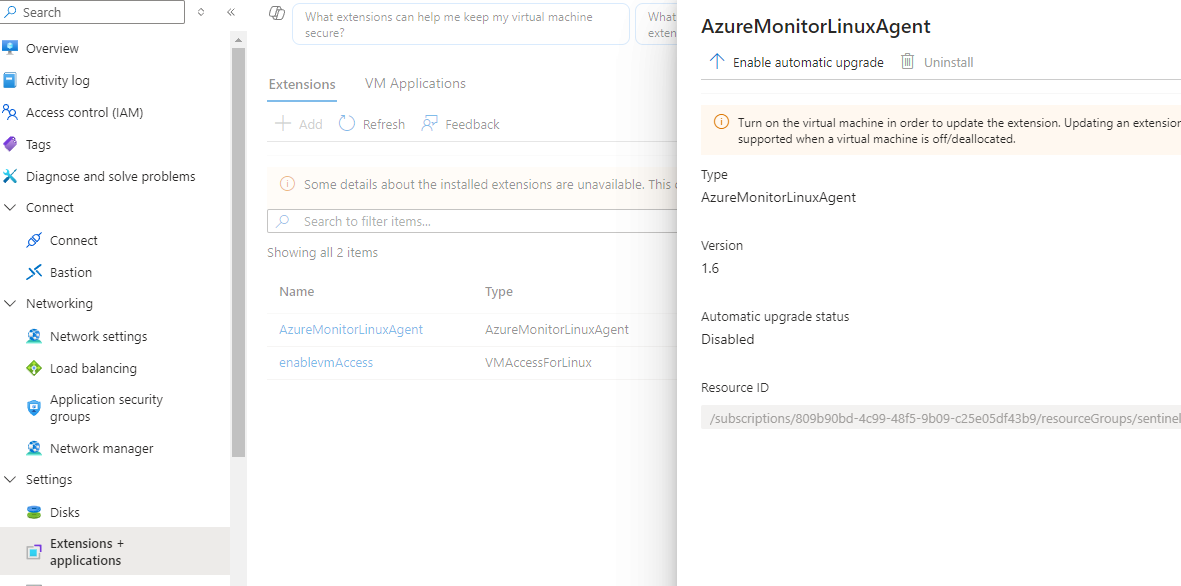 Search
Overview
Activity log
Access control (IAM)
Tags
Diagnose and solve problems
Connect
Connect
Bastion
Networking
Network settings
Load balancing
Application security
groups
Network manager
Settings
Disks
Extensions +
applications
What extensions can help me keep my virtual machine
secure?
What
exten
Extensions
VM Applications
Add
Refresh
Feedback
Some details about the installed extensions are unavailable. This
Search to filter items...
Showing all 2 items
Name Type
AzureMonitorLinuxAgent AzureMonitorLinuxAgent
enablevmAccess VMAccessForLinux
AzureMonitorLinuxAgent
Enable automatic upgrade
Uninstall
Turn on the virtual machine in order to update the extension. Updating an extension
supported when a virtual machine is off/deallocated.
Type
AzureMonitorLinuxAgent
Version
1.6
Automatic upgrade status
Disabled
Resource ID
/subscriptions/809b90bd-4c99-48f5-9b09-c25e05df43b9/resourceGroups/sentinel